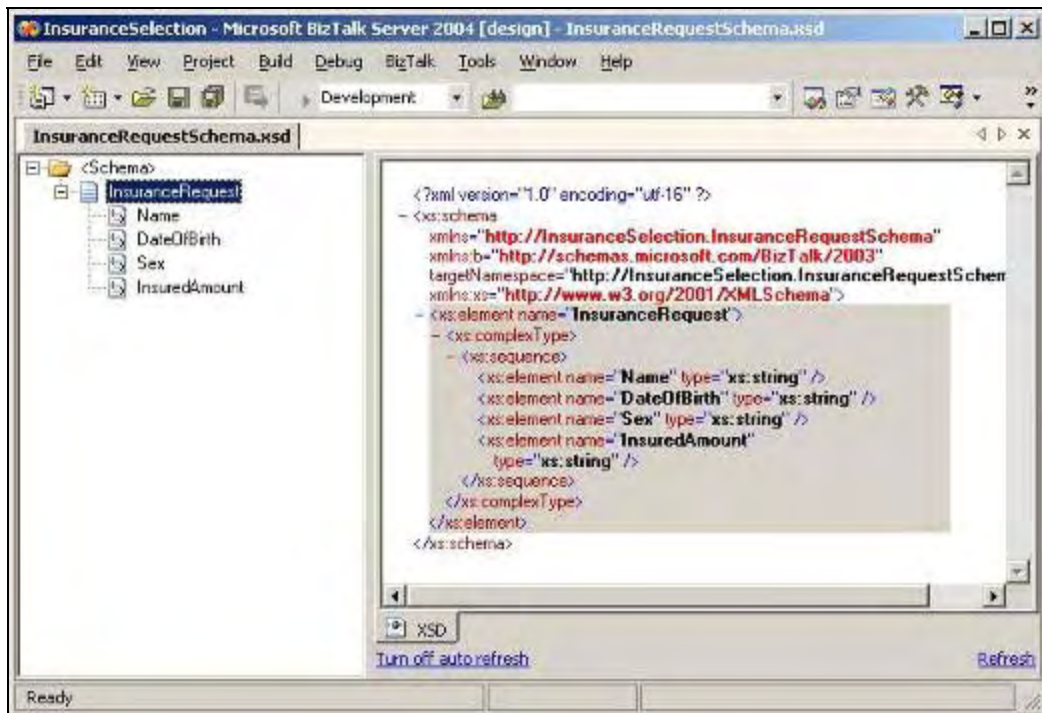 InsuranceSelection - Microsoft BizTalk Server 2004 [design] - InsuranceRequestSchema.xsd
File Edit View Project Build Debug BizTalk Tools Window Help
Development
InsuranceRequestSchema.xsd
<Schema>
InsuranceRequest
Name
DateOfBirth
Sex
InsuredAmount
<?xml version="1.0" encoding="utf-16" ?>
- <xs:schema
xmlns="http://InsuranceSelection.InsuranceRequestSchema"
xmlns:b="http://schemas.microsoft.com/BizTalk/2003"
targetNamespace="http://InsuranceSelection.InsuranceRequestSchem
xmlns:xs="http://www.w3.org/2001/XMLSchema">
- <xs:element name="InsuranceRequest">
- <xs:complexType>
- <xs:sequence>
<xs:element name="Name" type="xs:string" />
<xs:element name="DateOfBirth" type="xs:string" />
<xs:element name="Sex" type="xs:string" />
<xs:element name="InsuredAmount"
type="xs:string" />
</xs:sequence>
</xs:complexType>
</xs:element>
</xs:schema>
XSD
Turn off auto refresh Refresh
Ready